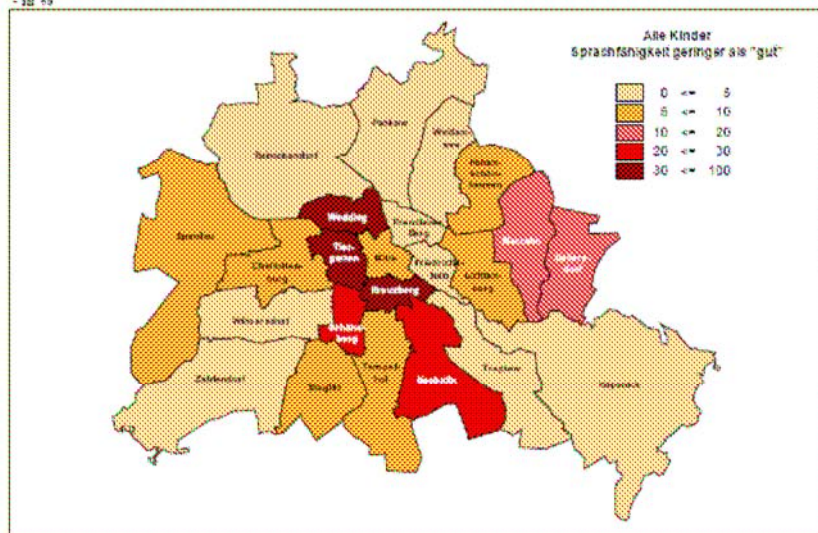 Alle Kinder
Sprachfähigkeit geringer als "gut"
0 <= 5
5 <= 10
10 <= 20
20 <= 30
30 <= 100
Pankow
Weißen-
see
Reinickendorf
Hohen-
schön-
hausen
Wedding
Prenzlauer
Berg
Marzahn
Spandau
Tier-
garten
Mitte
Hellers-
dorf
Charlotten-
burg
Friedrichs-
hain
Lichten-
berg
Kreuzberg
Wilmersdorf
Schöne-
berg
Zehlendorf
Steglitz
Tempel-
hof
Neukölln
Treptow
Köpenick